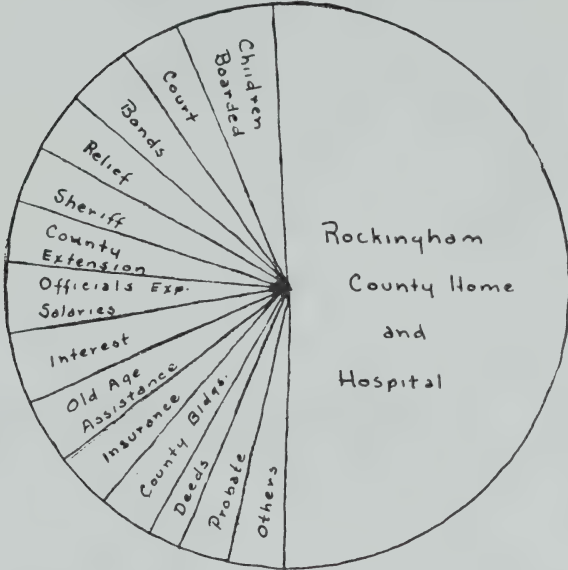 Children
Boarded
Court
Bonds
Relief
Sheriff
County
Extension
Officials Exp.
Salaries
Interest
Old Age
Assistance
Insurance
County Bldgs.
Deeds
Probate
Others
Rockingham
County Home
and
Hospital